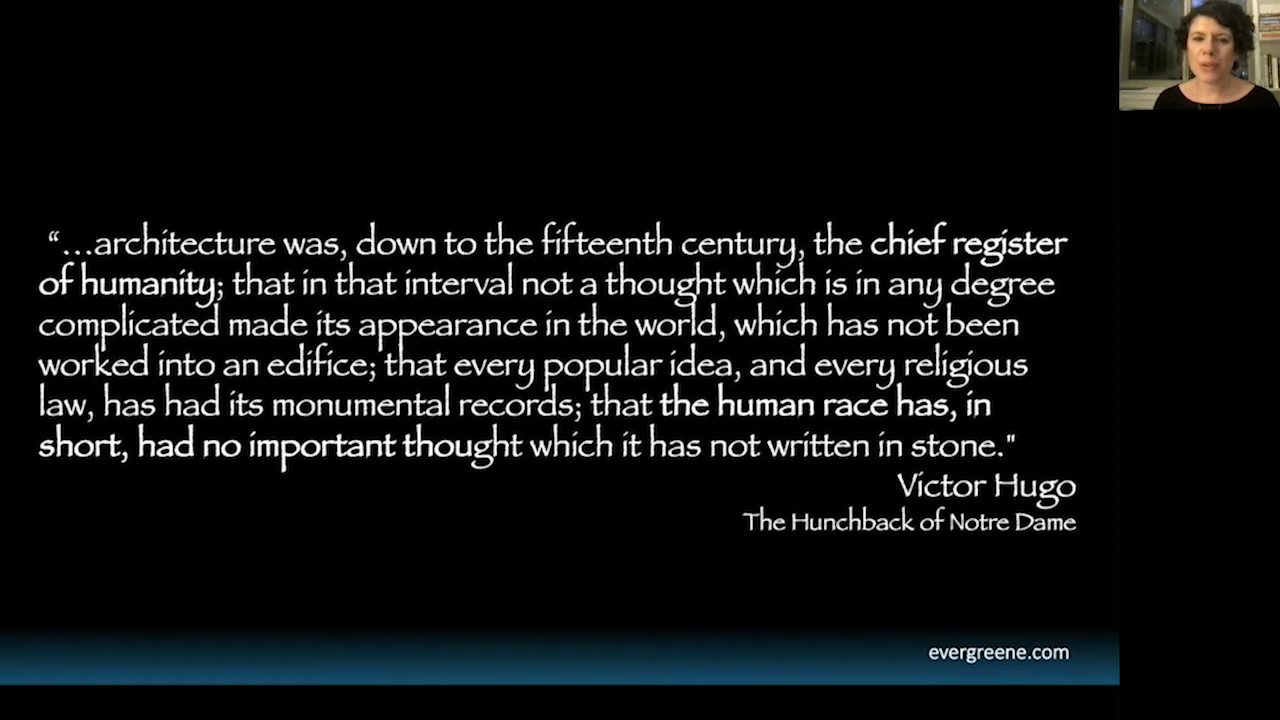 “…architecture was, down to the fifteenth century, the chief register
of humanity; that in that interval not a thought which is in any degree
complicated made its appearance in the world, which has not been
worked into an edifice; that every popular idea, and every religious
law, has had its monumental records; that the human race has, in
short, had no important thought which it has not written in stone."
Victor Hugo
The Hunchback of Notre Dame
evergreene.com